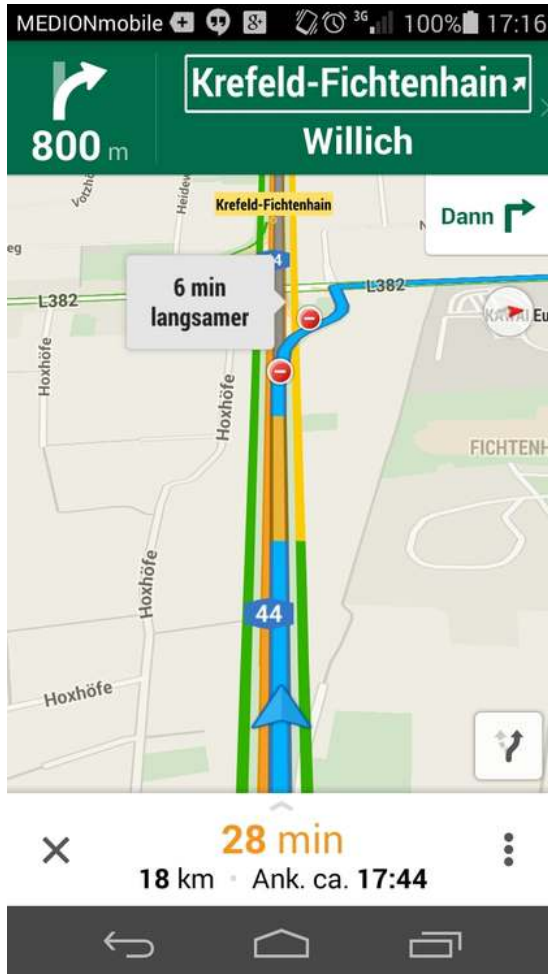 MEDIONmobile 8+ 3G 100% 17:16
Krefeld-Fichtenhain
800 m
Willich
Krefeld-Fichtenhain
Dann
6 min
langsamer
L382
L382
Hoxhöfe
Hoxhöfe
FICHTENH
Hoxhöfe
44
Hoxhöfe
28 min
18 km · Ank. ca. 17:44